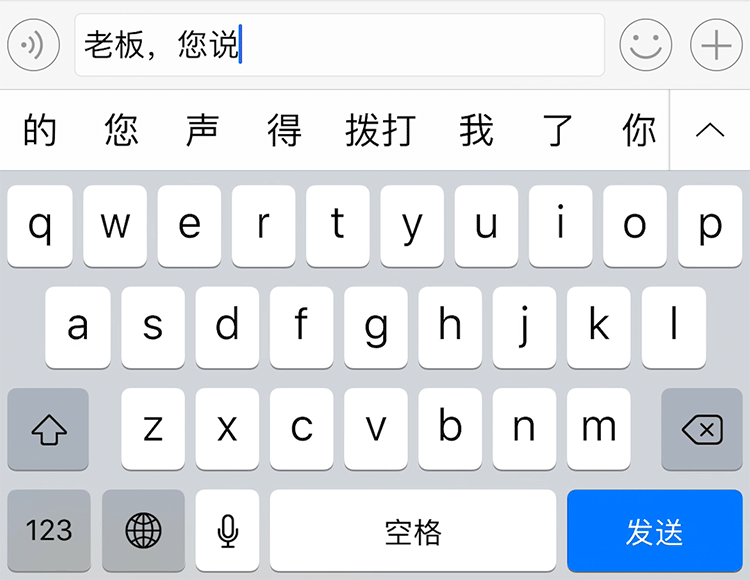 老板，您说
的 您 声 得 拨打 我 了 你
q w e r t y u i o p
a s d f g h j k l
z x c v b n m
123 空格 发送